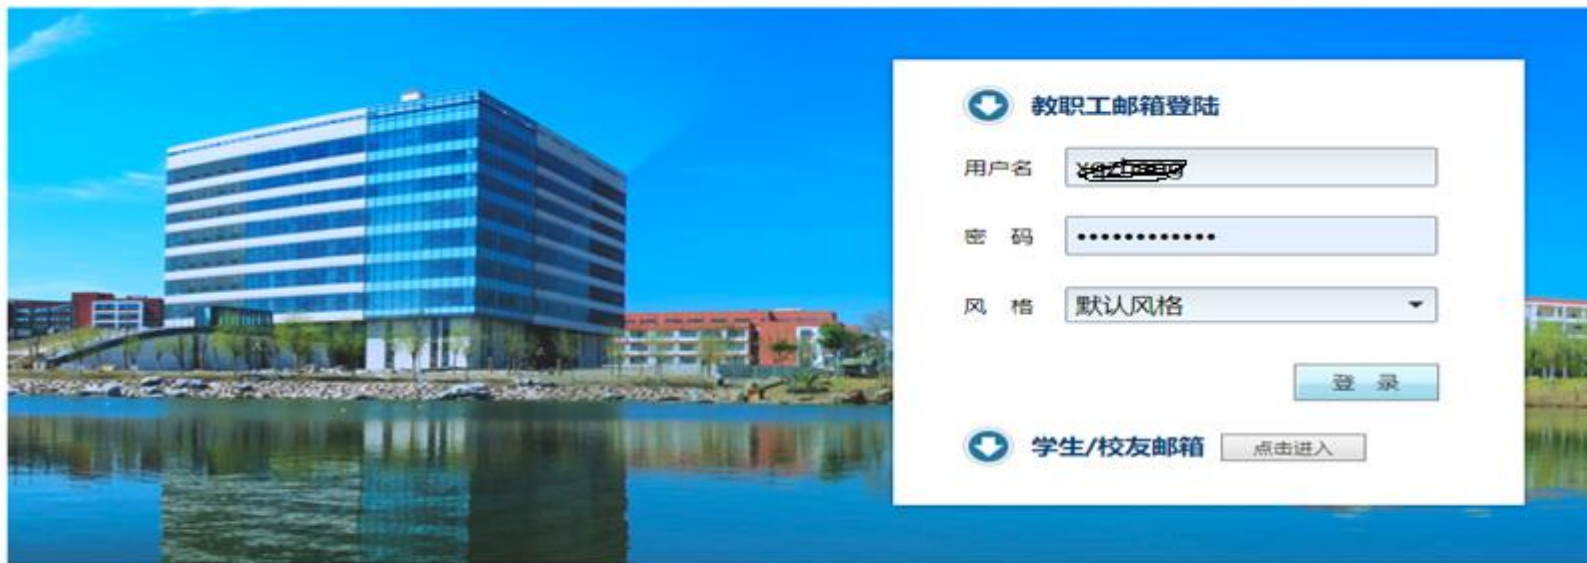 教职工邮箱登陆
用户名
密 码 ••••••••••••
风 格 默认风格
登 录
学生/校友邮箱 点击进入